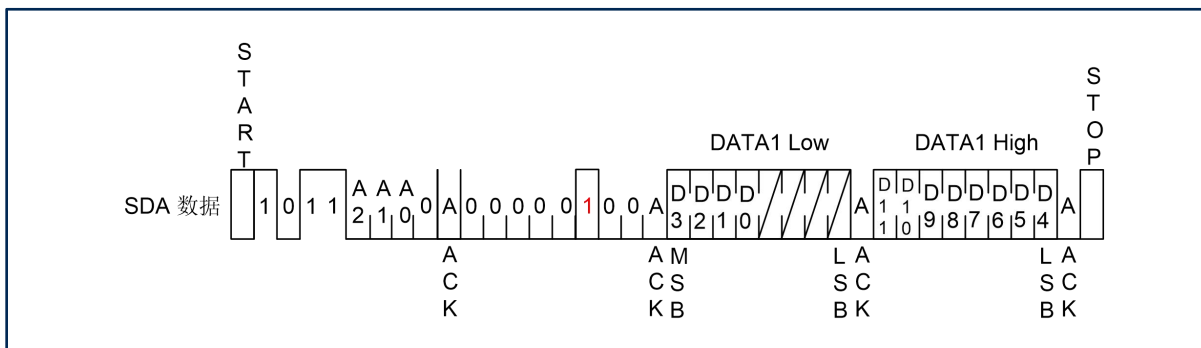 START
STOP
DATA1 Low
DATA1 High
SDA 数据
1 0 1 1 A2 A1 A0 0 A 0 0 0 0 0 1 0 0 A D3 D2 D1 D0 A D11 D10 D9 D8 D7 D6 D5 D4 A
ACK
ACK
MSB
LSB
ACK
LSB
ACK